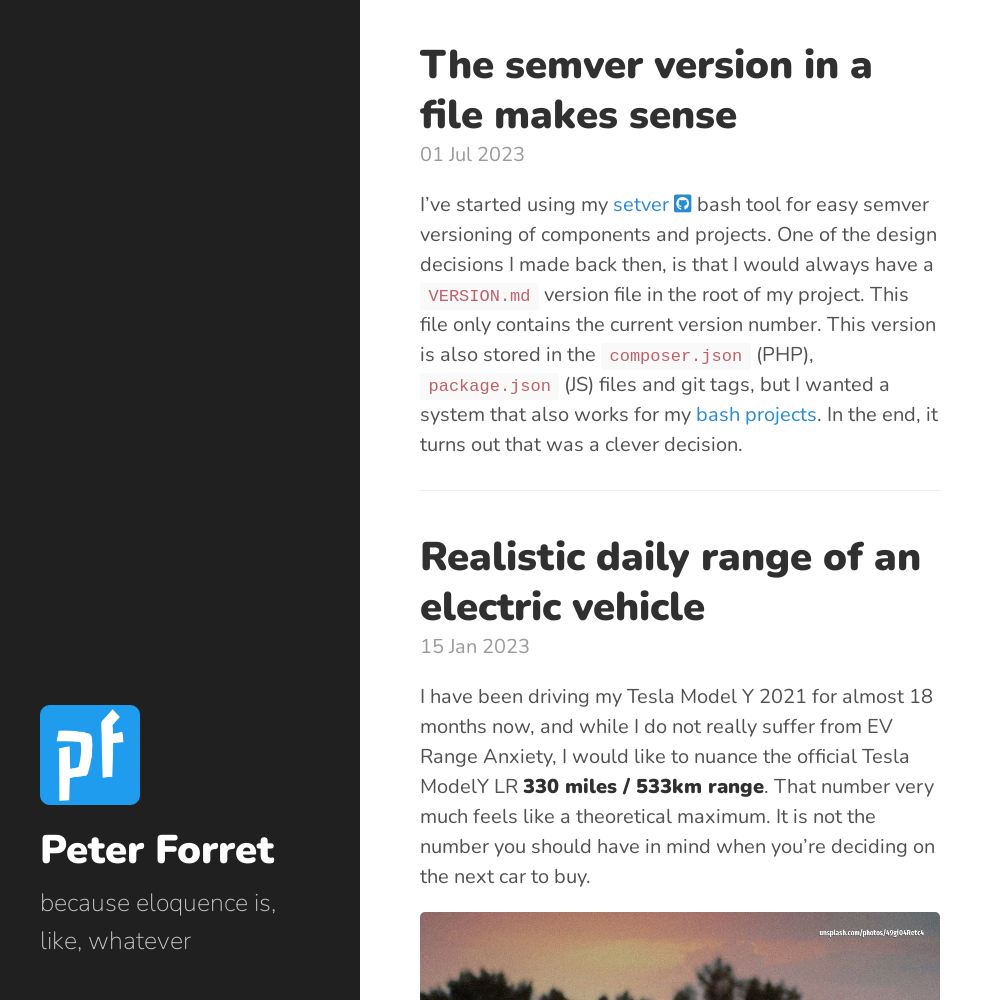 The semver version in a
file makes sense
01 Jul 2023
I’ve started using my setver bash tool for easy semver
versioning of components and projects. One of the design
decisions I made back then, is that I would always have a
VERSION.md version file in the root of my project. This
file only contains the current version number. This version
is also stored in the composer.json (PHP),
package.json (JS) files and git tags, but I wanted a
system that also works for my bash projects. In the end, it
turns out that was a clever decision.
Realistic daily range of an
electric vehicle
15 Jan 2023
I have been driving my Tesla Model Y 2021 for almost 18
months now, and while I do not really suffer from EV
Range Anxiety, I would like to nuance the official Tesla
ModelY LR 330 miles / 533km range. That number very
much feels like a theoretical maximum. It is not the
number you should have in mind when you’re deciding on
the next car to buy.
pf
Peter Forret
because eloquence is,
like, whatever